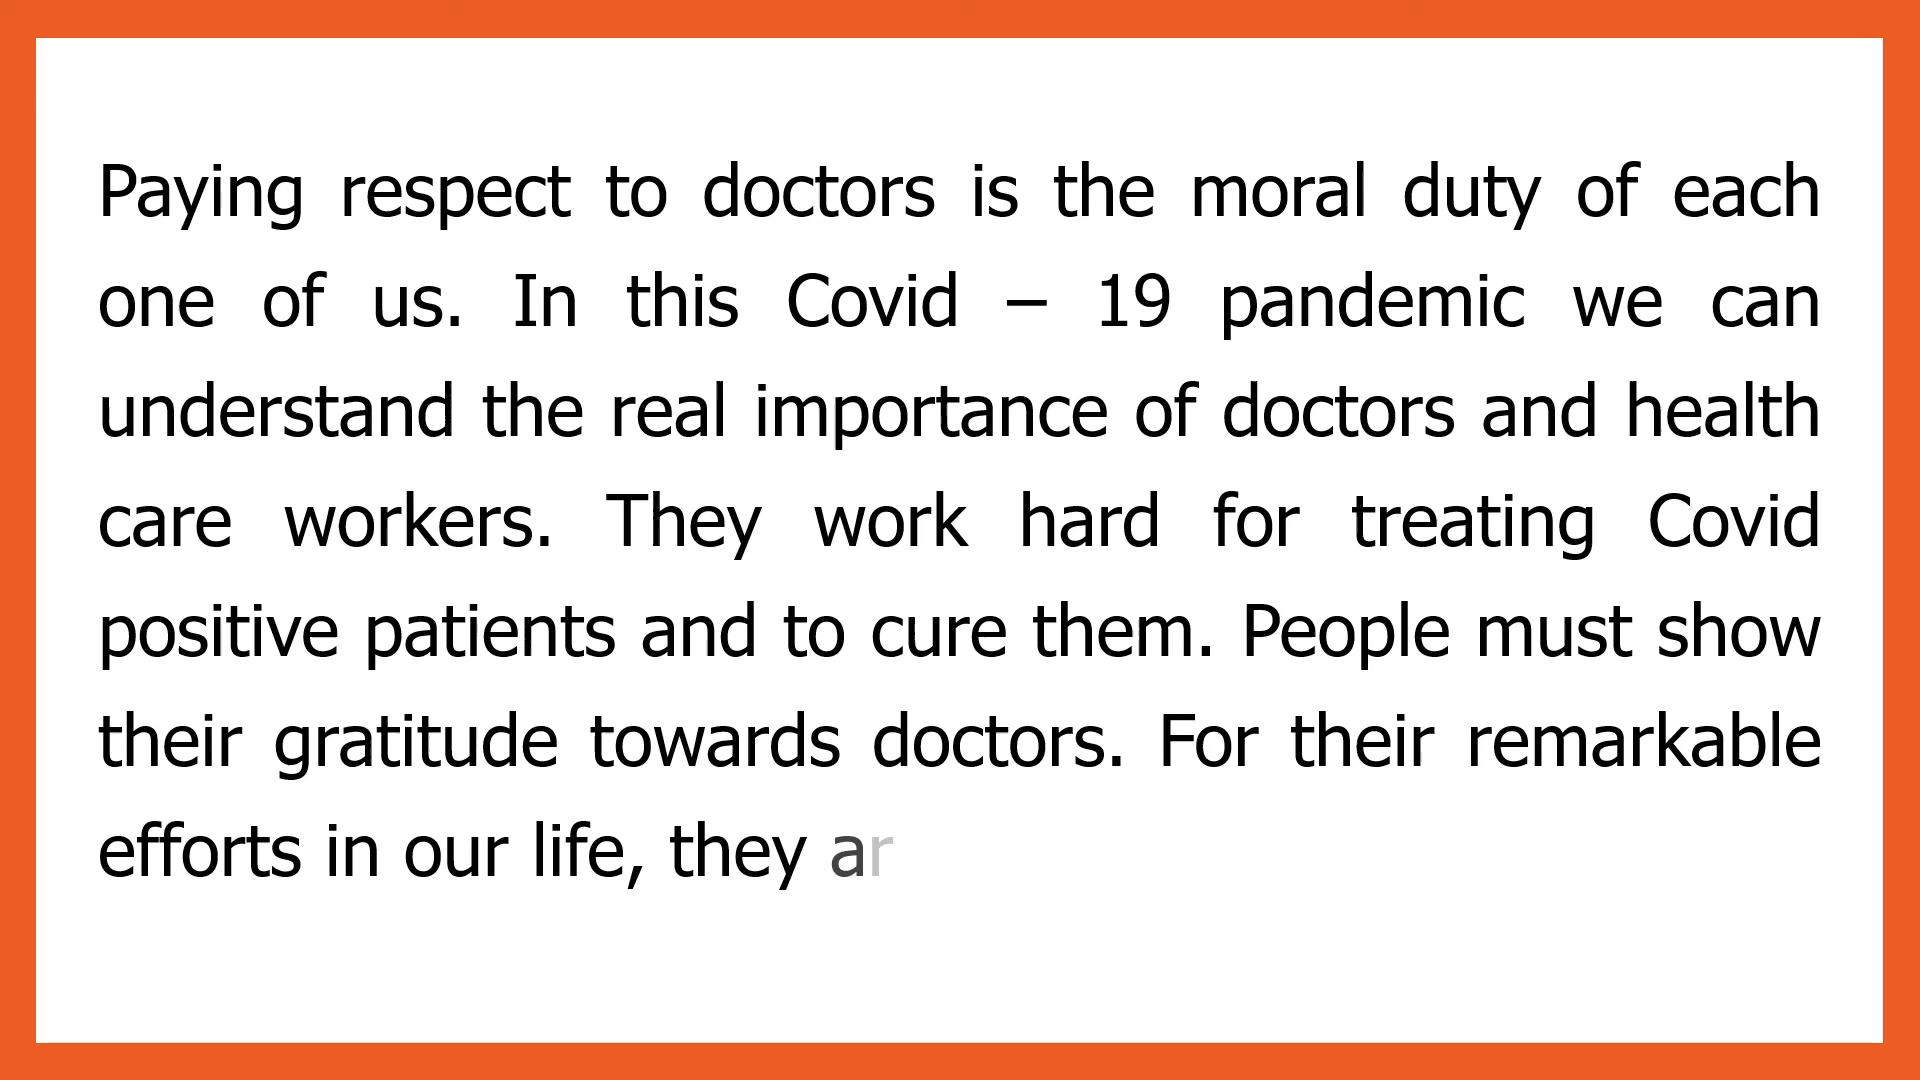 Paying respect to doctors is the moral duty of each
one of us. In this Covid – 19 pandemic we can
understand the real importance of doctors and health
care workers. They work hard for treating Covid
positive patients and to cure them. People must show
their gratitude towards doctors. For their remarkable
efforts in our life, they ar